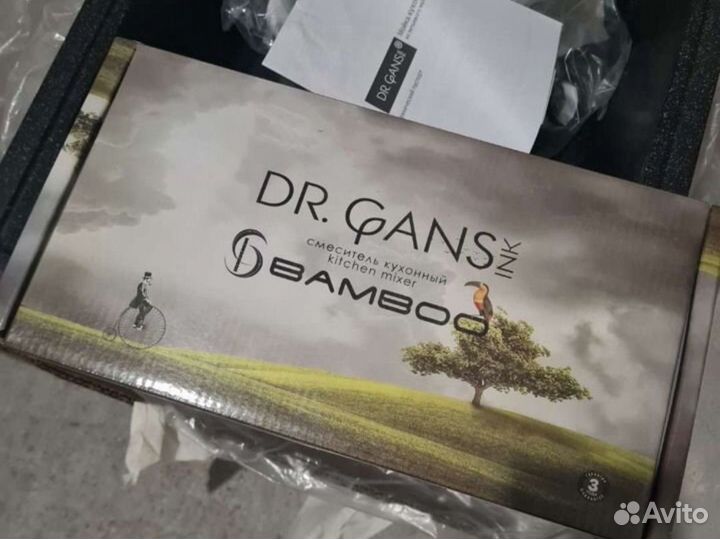 DR.GANS
DR. GANS
INK
смеситель кухонный
kitchen mixer
BAMBOO
3
Avito